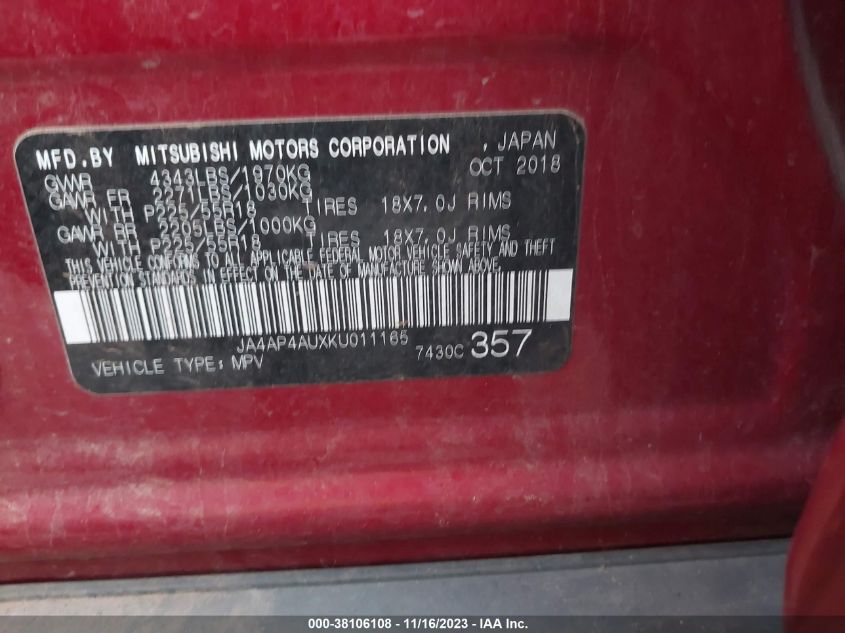 MFD.BY MITSUBISHI MOTORS CORPORATION , JAPAN
GVWR 4343LBS/1970KG OCT 2018
GAWR FR 2271LBS/1030KG
WITH P225/55R18 TIRES 18X7.0J RIMS
GAWR RR 2205LBS/1000KG
WITH P225/55R18 TIRES 18X7.0J RIMS
THIS VEHICLE CONFORMS TO ALL APPLICABLE FEDERAL MOTOR VEHICLE SAFETY AND THEFT
PREVENTION STANDARDS IN EFFECT ON THE DATE OF MANUFACTURE SHOWN ABOVE.
JA4AP4AUXKU011165
VEHICLE TYPE: MPV 7430C 357
000-38106108 - 11/16/2023 - IAA Inc.